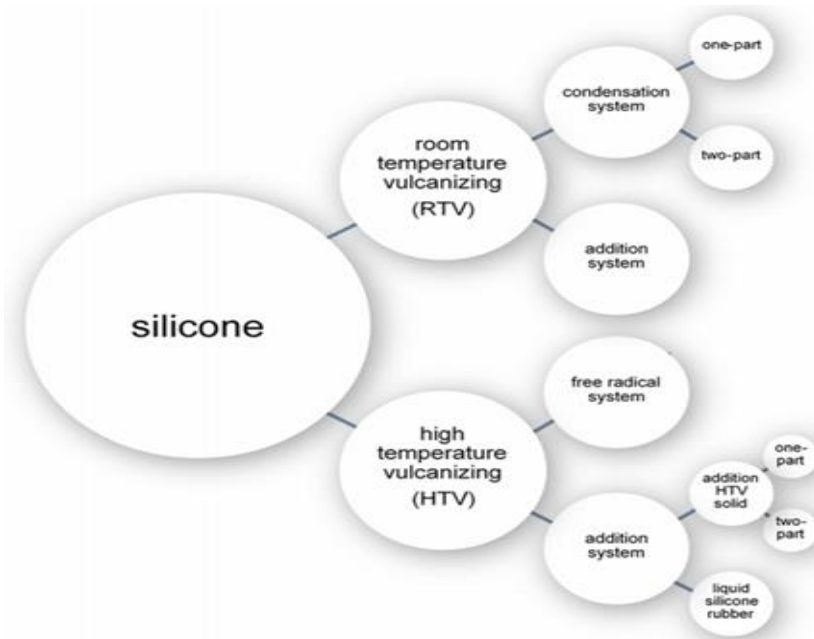 silicone
room
temperature
vulcanizing
(RTV)
condensation
system
one-part
two-part
addition
system
high
temperature
vulcanizing
(HTV)
free radical
system
addition
system
addition
HTV
solid
one-
part
two-
part
liquid
silicone
rubber